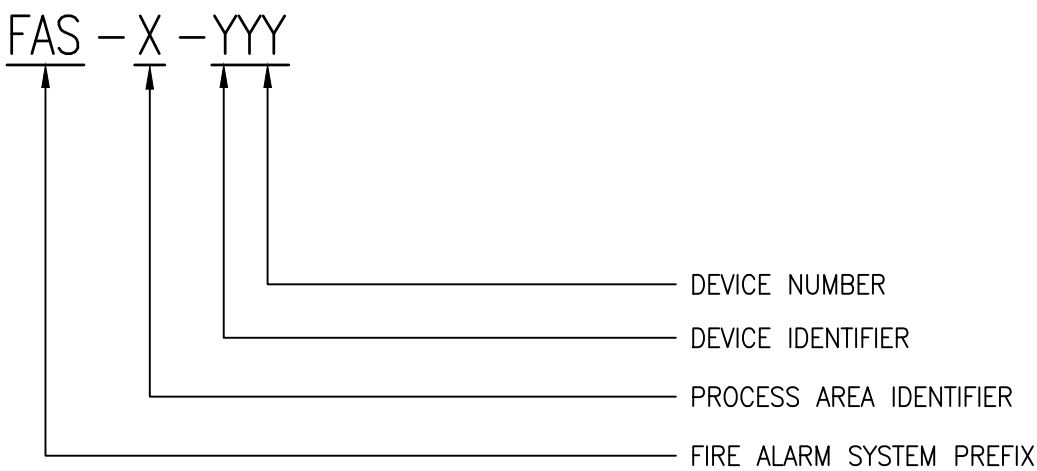 FAS - X - YYY
DEVICE NUMBER
DEVICE IDENTIFIER
PROCESS AREA IDENTIFIER
FIRE ALARM SYSTEM PREFIX